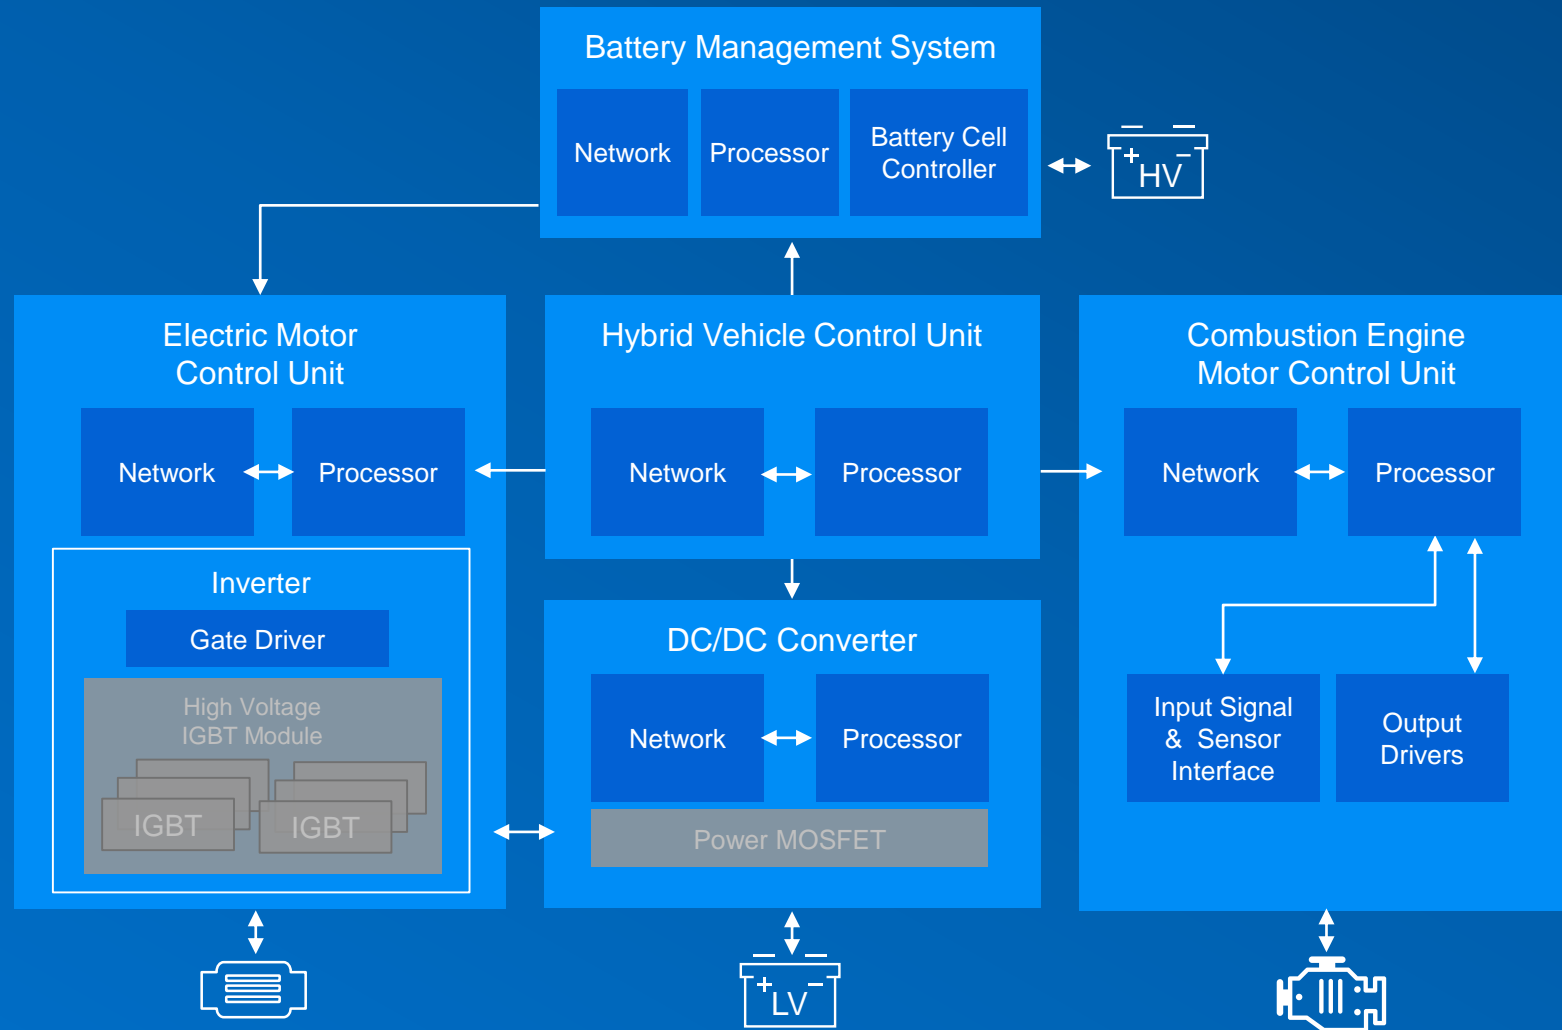 Battery Management System
Network
Processor
Battery Cell
Controller
+ −
HV
Electric Motor
Control Unit
Network
Processor
Inverter
Gate Driver
High Voltage
IGBT Module
IGBT
IGBT
Hybrid Vehicle Control Unit
Network
Processor
DC/DC Converter
Network
Processor
Power MOSFET
+ −
LV
Combustion Engine
Motor Control Unit
Network
Processor
Input Signal
& Sensor
Interface
Output
Drivers